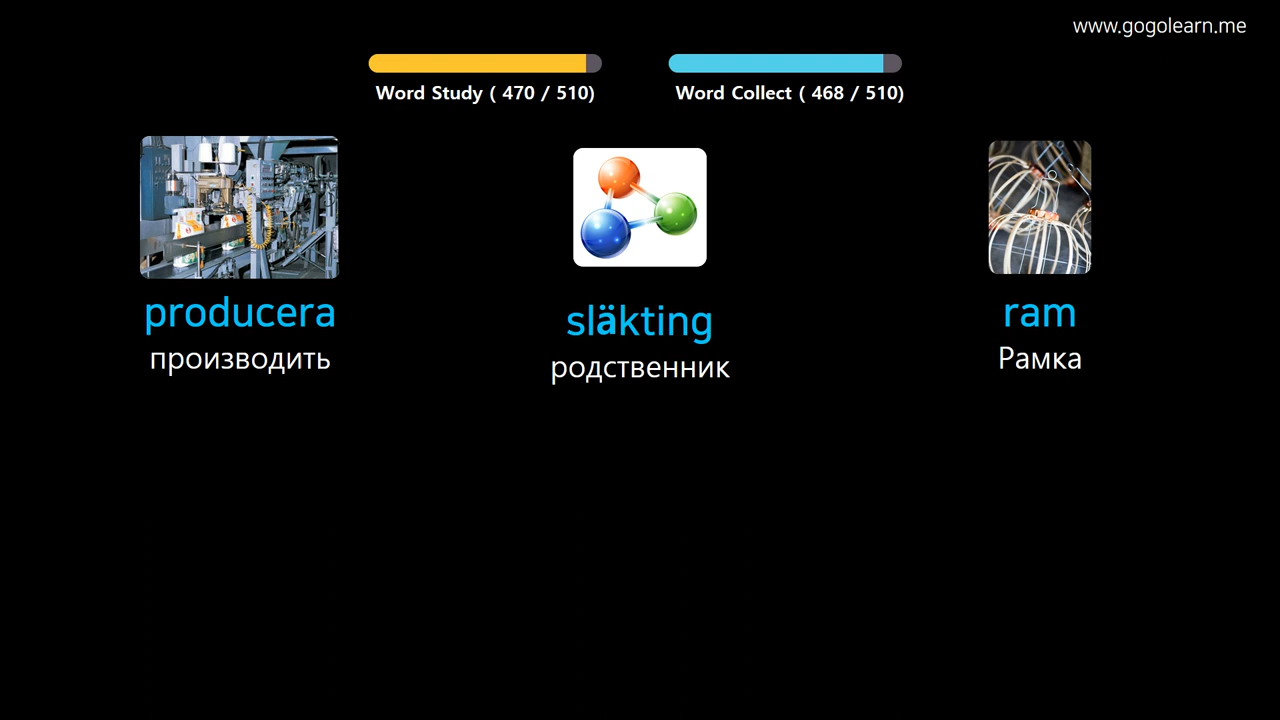 www.gogolearn.me
Word Study ( 470 / 510)
Word Collect ( 468 / 510)
producera
производить
släkting
родственник
ram
Рамка